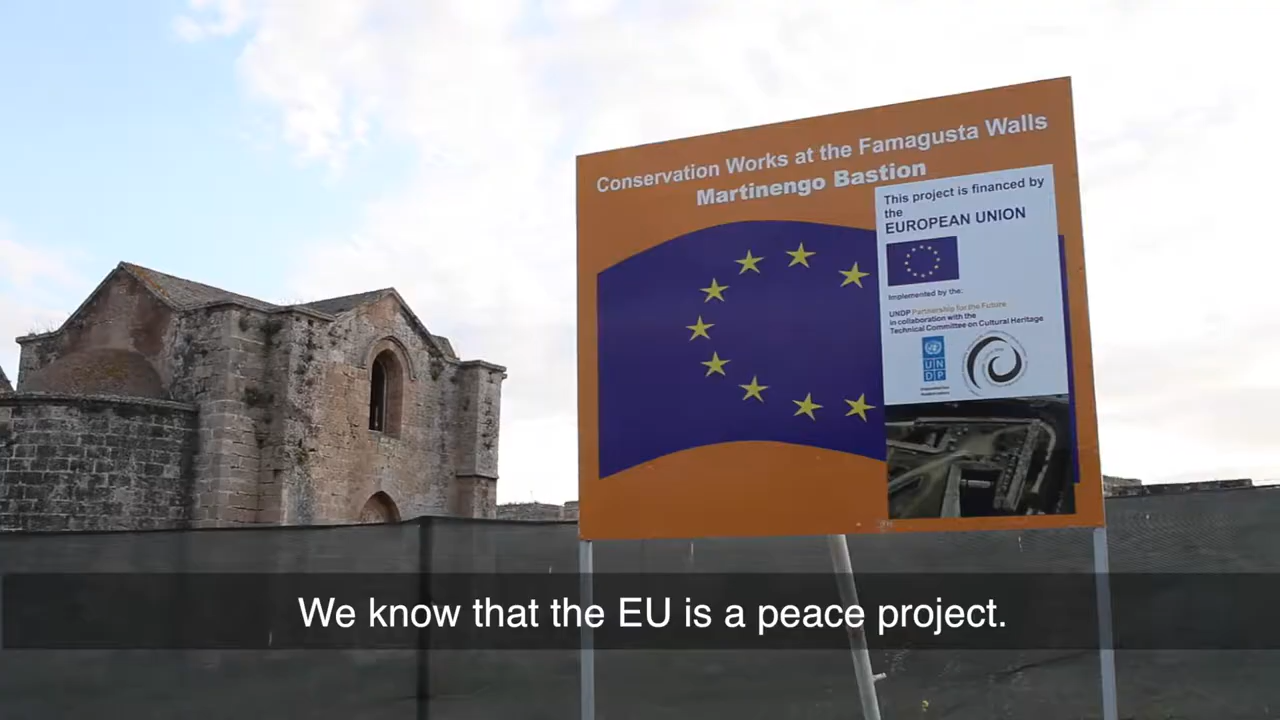 Conservation Works at the Famagusta Walls
Martinengo Bastion
This project is financed by
the
EUROPEAN UNION
Implemented by the:
UNDP Partnership for the Future
in collaboration with the
Technical Committee on Cultural Heritage
U N
D P
We know that the EU is a peace project.